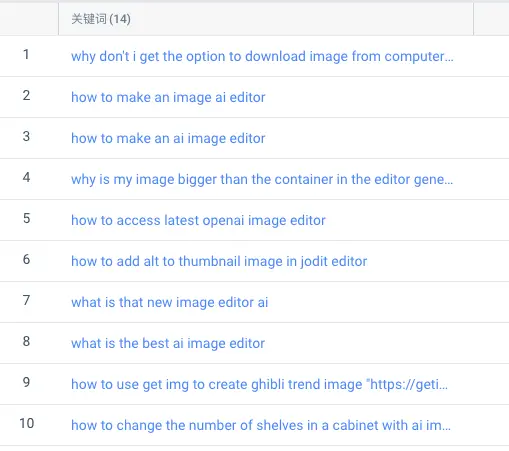 关键词 (14)
1 why don't i get the option to download image from computer...
2 how to make an image ai editor
3 how to make an ai image editor
4 why is my image bigger than the container in the editor gene...
5 how to access latest openai image editor
6 how to add alt to thumbnail image in jodit editor
7 what is that new image editor ai
8 what is the best ai image editor
9 how to use get img to create ghibli trend image "https://geti...
10 how to change the number of shelves in a cabinet with ai im...